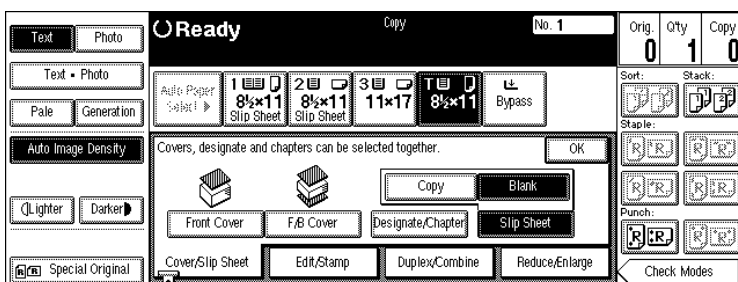 Text
Photo
Text • Photo
Pale
Generation
Auto Image Density
Lighter
Darker
Special Original
Ready
Copy
No. 1
Auto Paper
Select
1
8½×11
Slip Sheet
2
8½×11
Slip Sheet
3
11×17
T
8½×11
Bypass
Covers, designate and chapters can be selected together.
OK
Copy
Blank
Front Cover
F/B Cover
Designate/Chapter
Slip Sheet
Cover/Slip Sheet
Edit/Stamp
Duplex/Combine
Reduce/Enlarge
Orig.
Q'ty
Copy
0
1
0
Sort:
Stack:
Staple:
Punch:
Check Modes